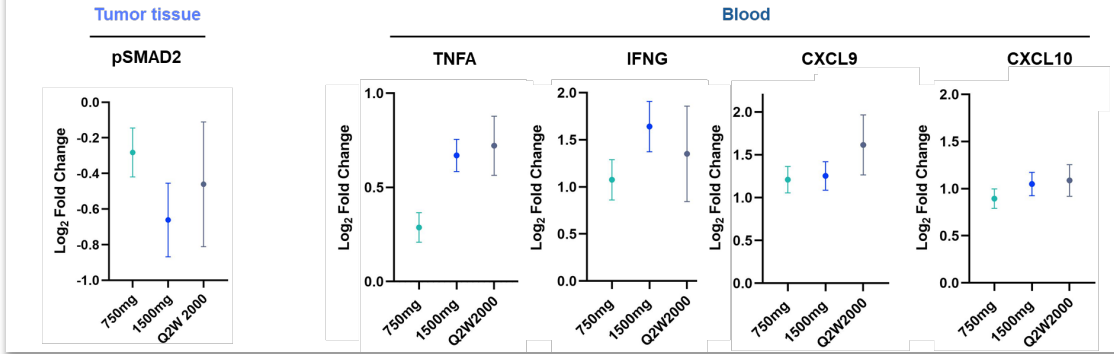 Tumor tissue
Blood
pSMAD2
TNFA
IFNG
CXCL9
CXCL10
Log2 Fold Change
0.0
-0.2
-0.4
-0.6
-0.8
-1.0
750mg
1500mg
Q2W 2000
Log2 Fold Change
1.0
0.5
0.0
750mg
1500mg
Q2W2000
Log2 Fold Change
2.0
1.5
1.0
0.5
0.0
750mg
1500mg
Q2W2000
Log2 Fold Change
2.0
1.5
1.0
0.5
0.0
750mg
1500mg
Q2W2000
Log2 Fold Change
2.0
1.5
1.0
0.5
0.0
750mg
1500mg
Q2W2000